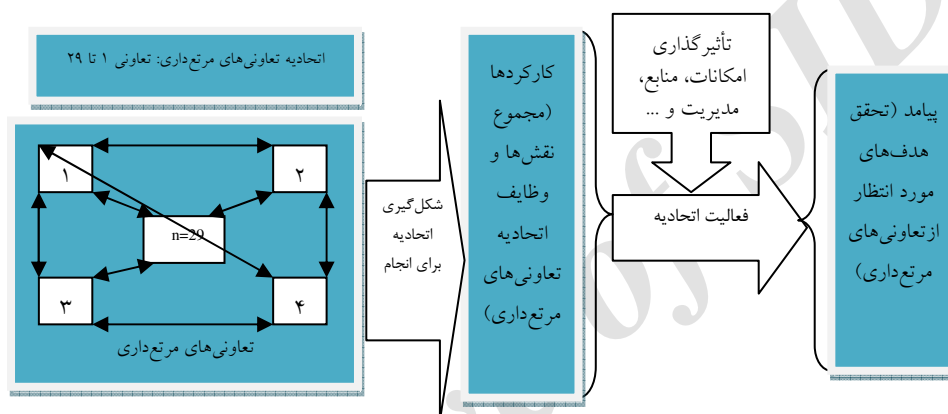 اتحادیه تعاونی‌های مرتع‌داری: تعاونی ۱ تا ۲۹
۱
۲
n=29
۳
۴
تعاونی‌های مرتع‌داری
شکل‌گیری
اتحادیه
برای انجام
کارکردها
(مجموع
نقش‌ها و
وظایف
اتحادیه
تعاونی‌های
مرتع‌داری)
تأثیرگذاری
امکانات، منابع،
مدیریت و ...
فعالیت اتحادیه
پیامد (تحقق
هدف‌های
مورد انتظار
ازتعاونی‌های
مرتع‌داری)